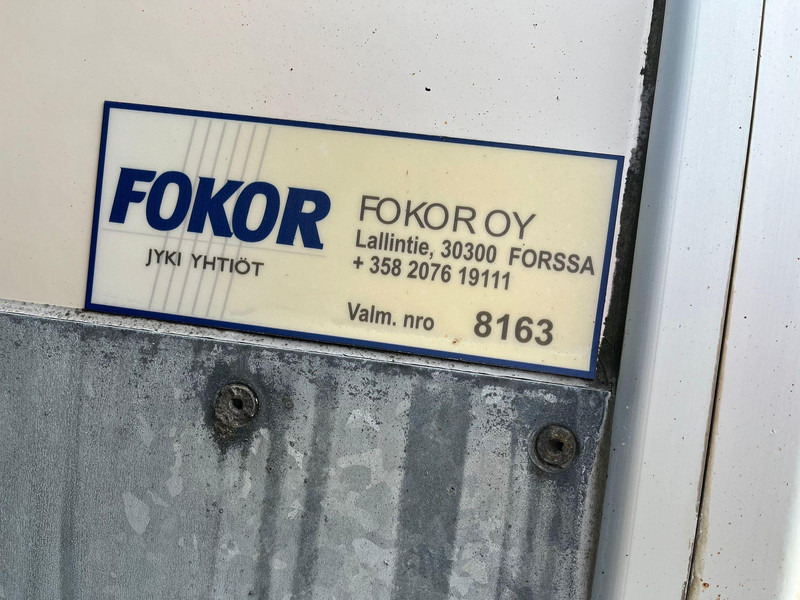 FOKOR
JYKI YHTIÖT
FOKOR OY
Lallintie, 30300 FORSSA
+ 358 2076 19111
Valm. nro 8163